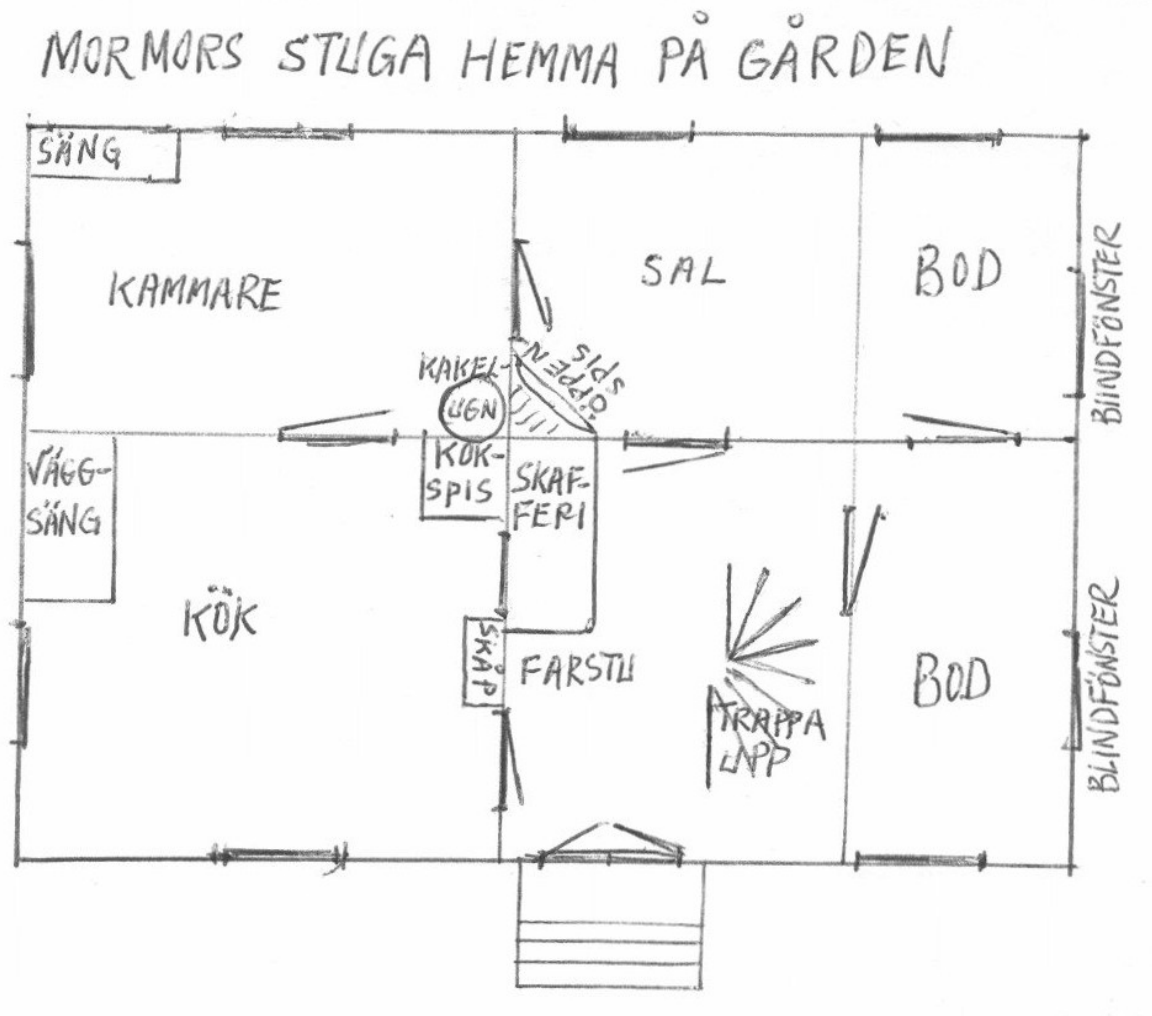 MORMORS STUGA HEMMA PÅ GÅRDEN
SÄNG
KAMMARE
SAL
BOD
BLINDFÖNSTER
KAKEL-
UGN
ÖPPEN
SPIS
VÄGG-
SÄNG
KOK-
SPIS
SKAF-
FERI
KÖK
SKÅP
FARSTU
TRAPPA
UPP
BOD
BLINDFÖNSTER